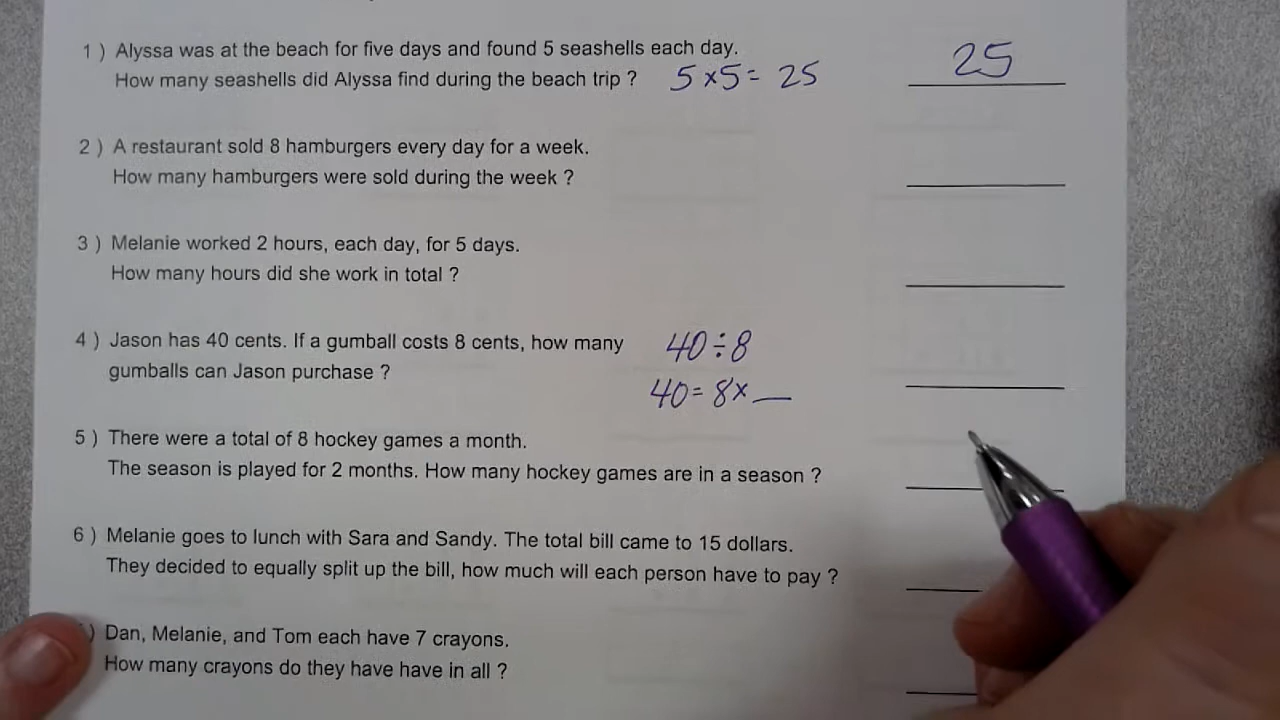 1 ) Alyssa was at the beach for five days and found 5 seashells each day.
How many seashells did Alyssa find during the beach trip ? 5 x5= 25 25
2 ) A restaurant sold 8 hamburgers every day for a week.
How many hamburgers were sold during the week ?
3 ) Melanie worked 2 hours, each day, for 5 days.
How many hours did she work in total ?
4 ) Jason has 40 cents. If a gumball costs 8 cents, how many 40÷8
gumballs can Jason purchase ? 40= 8x __
5 ) There were a total of 8 hockey games a month.
The season is played for 2 months. How many hockey games are in a season ?
6 ) Melanie goes to lunch with Sara and Sandy. The total bill came to 15 dollars.
They decided to equally split up the bill, how much will each person have to pay ?
) Dan, Melanie, and Tom each have 7 crayons.
How many crayons do they have have in all ?